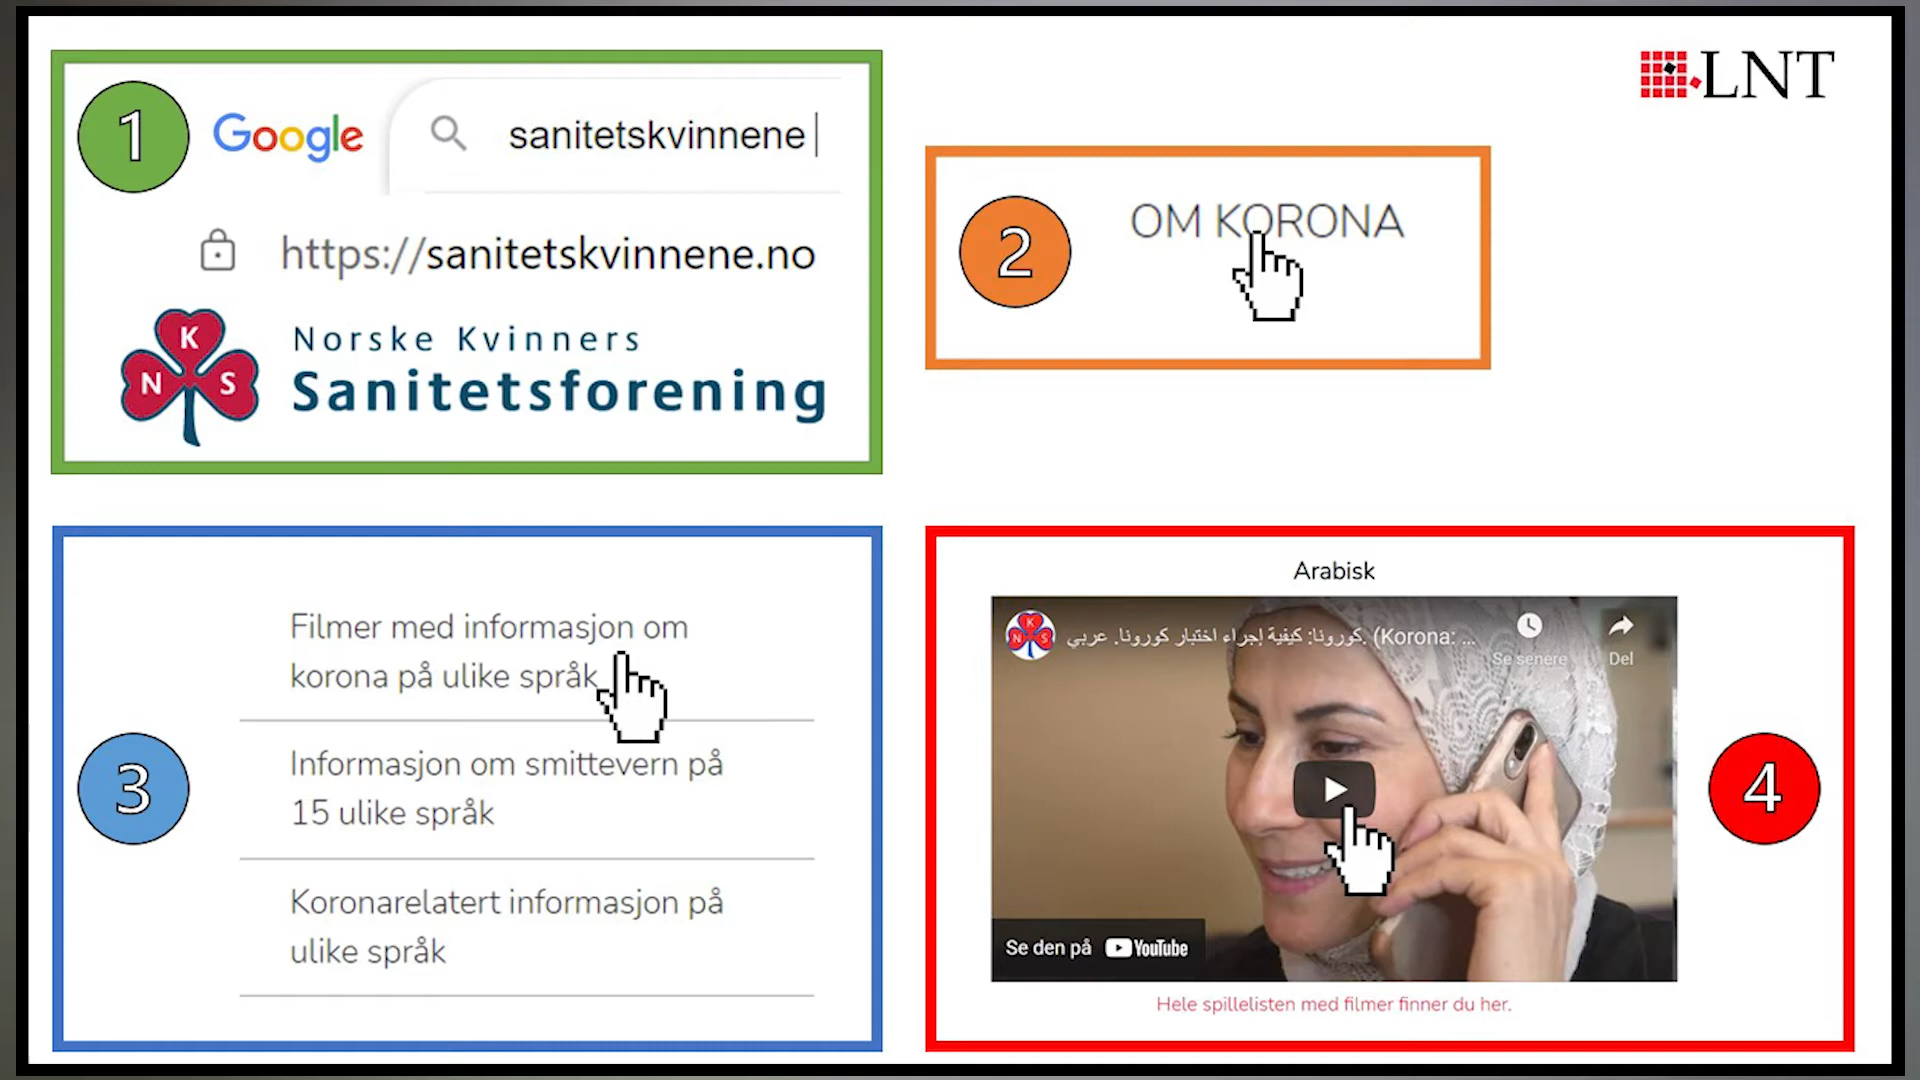 1
Google
sanitetskvinnene
https://sanitetskvinnene.no
K
N S
Norske Kvinners
Sanitetsforening
LNT
2
OM KORONA
3
Filmer med informasjon om
korona på ulike språk
Informasjon om smittevern på
15 ulike språk
Koronarelatert informasjon på
ulike språk
Arabisk
K
N S
كورونا: كيفية إجراء اختبار كورونا. عربي. (Korona: ...
Se senere
Del
4
Se den på YouTube
Hele spillelisten med filmer finner du her.